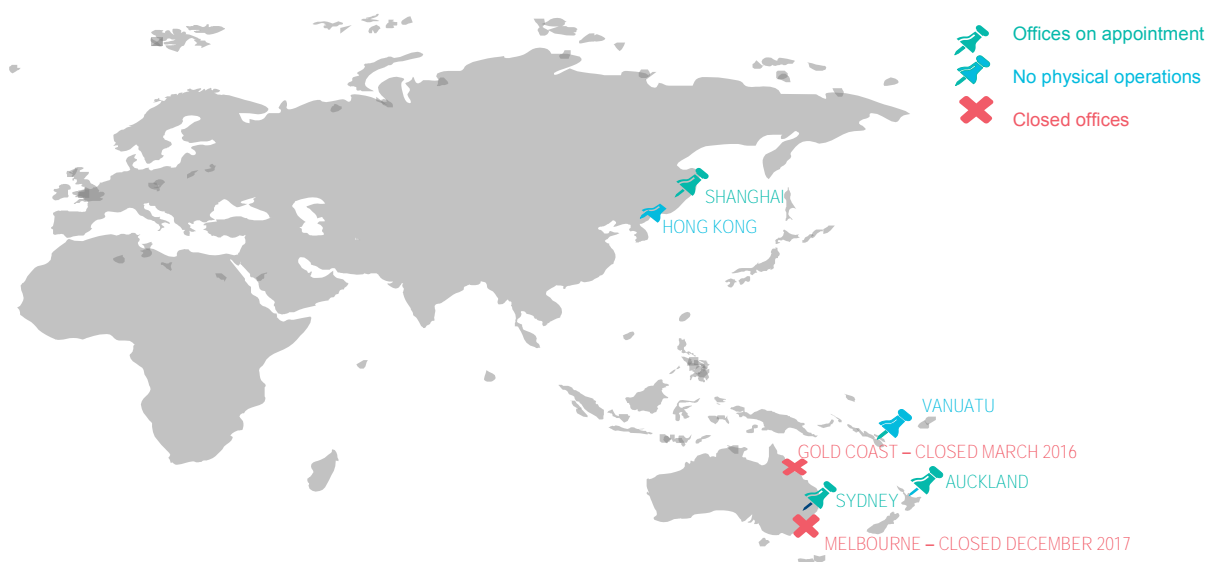 Offices on appointment
No physical operations
Closed offices
SHANGHAI
HONG KONG
VANUATU
GOLD COAST – CLOSED MARCH 2016
AUCKLAND
SYDNEY
MELBOURNE – CLOSED DECEMBER 2017